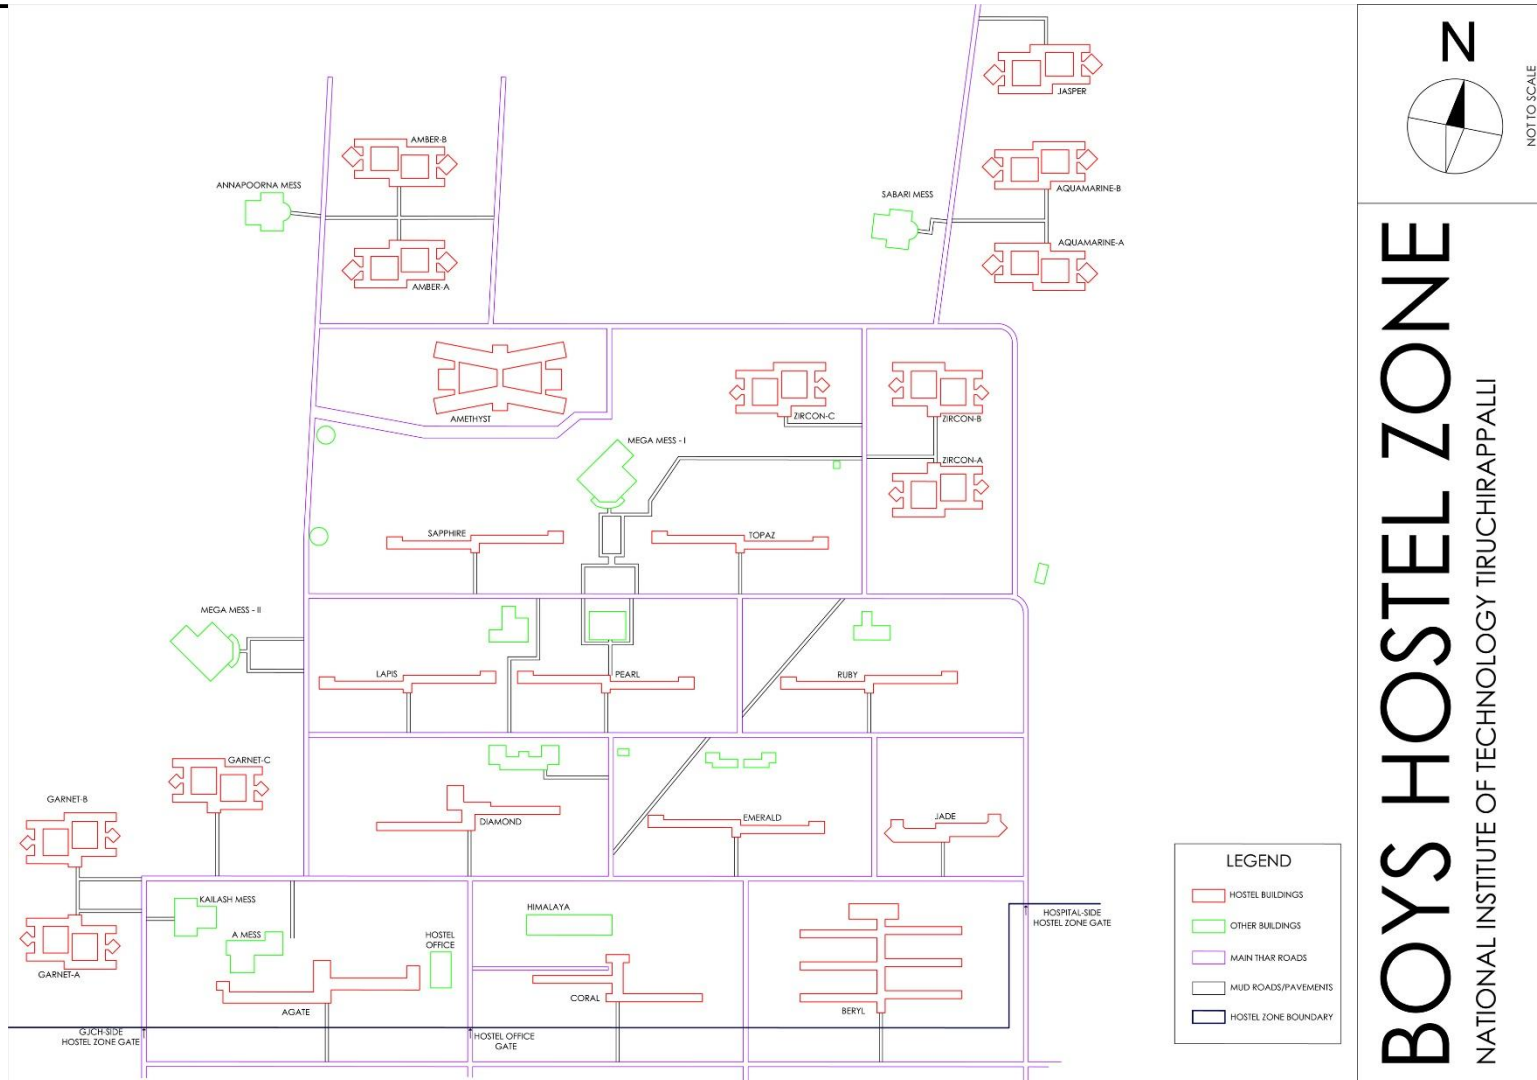 N
NOT TO SCALE
JASPER
AMBER-B
ANNAPOORNA MESS
AQUAMARINE-B
SABARI MESS
AQUAMARINE-A
AMBER-A
AMETHYST
ZIRCON-C
ZIRCON-B
MEGA MESS - I
ZIRCON-A
SAPPHIRE
TOPAZ
MEGA MESS - II
LAPIS
PEARL
RUBY
GARNET-C
GARNET-B
DIAMOND
EMERALD
JADE
KAILASH MESS
HIMALAYA
A MESS
HOSTEL
OFFICE
GARNET-A
AGATE
CORAL
BERYL
HOSPITAL-SIDE
HOSTEL ZONE GATE
GJCH-SIDE
HOSTEL ZONE GATE
HOSTEL OFFICE
GATE
LEGEND
HOSTEL BUILDINGS
OTHER BUILDINGS
MAIN THAR ROADS
MUD ROADS/PAVEMENTS
HOSTEL ZONE BOUNDARY
BOYS HOSTEL ZONE
NATIONAL INSTITUTE OF TECHNOLOGY TIRUCHIRAPPALLI